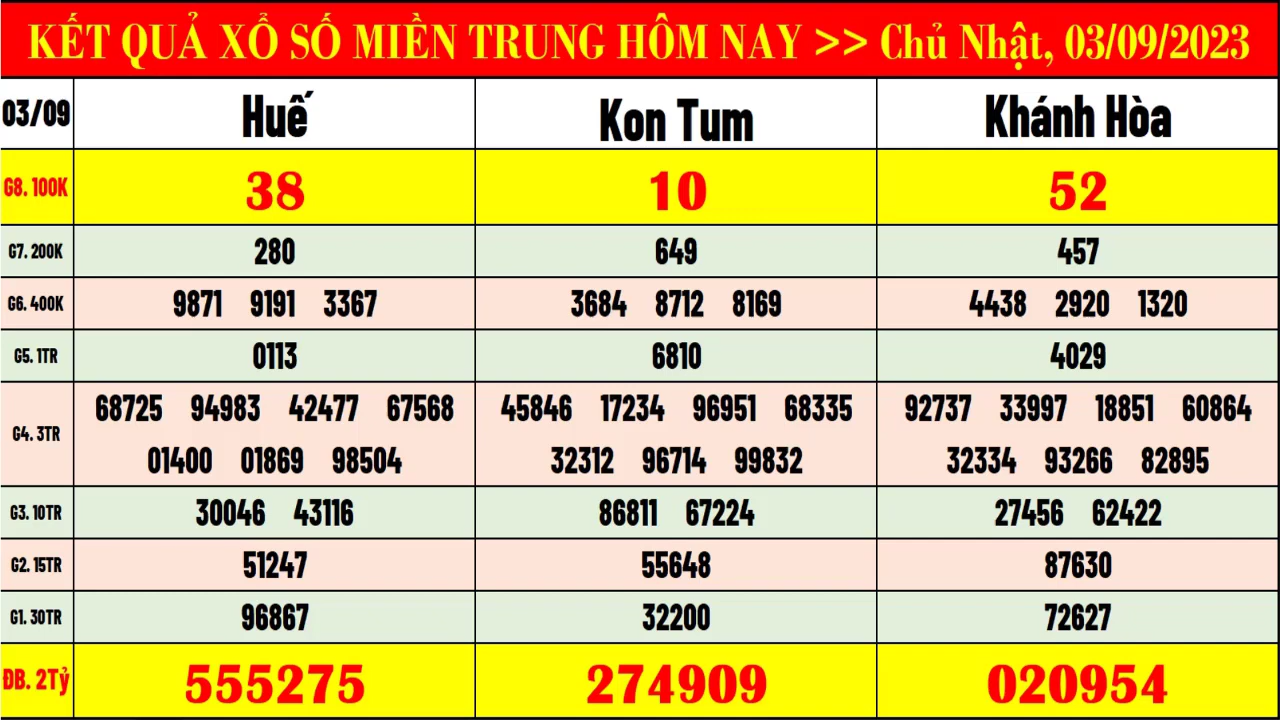 KẾT QUẢ XỔ SỐ MIỀN TRUNG HÔM NAY >> Chủ Nhật, 03/09/2023
03/09 Huế Kon Tum Khánh Hòa
G8. 100K 38 10 52
G7. 200K 280 649 457
G6. 400K 9871 9191 3367 3684 8712 8169 4438 2920 1320
G5. 1TR 0113 6810 4029
G4. 3TR 68725 94983 42477 67568 45846 17234 96951 68335 92737 33997 18851 60864
01400 01869 98504 32312 96714 99832 32334 93266 82895
G3. 10TR 30046 43116 86811 67224 27456 62422
G2. 15TR 51247 55648 87630
G1. 30TR 96867 32200 72627
ĐB. 2Tỷ 555275 274909 020954